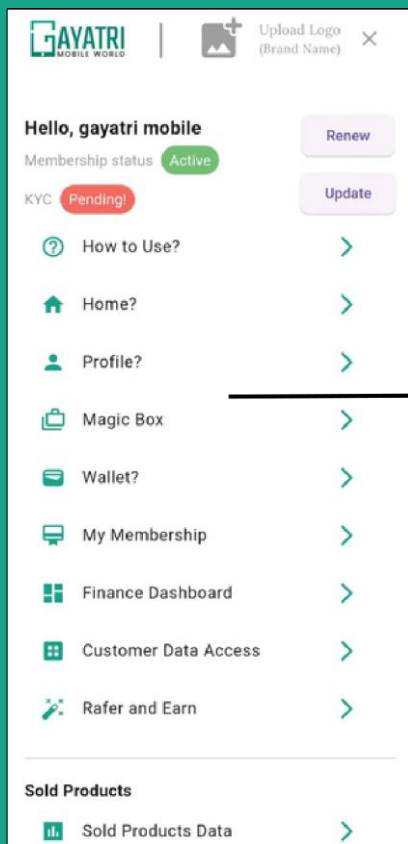 GAYATRI
MOBILE WORLD
Upload Logo
(Brand Name)
Hello, gayatri mobile
Renew
Membership status Active
KYC Pending!
Update
How to Use?
Home?
Profile?
Magic Box
Wallet?
My Membership
Finance Dashboard
Customer Data Access
Rafer and Earn
Sold Products
Sold Products Data